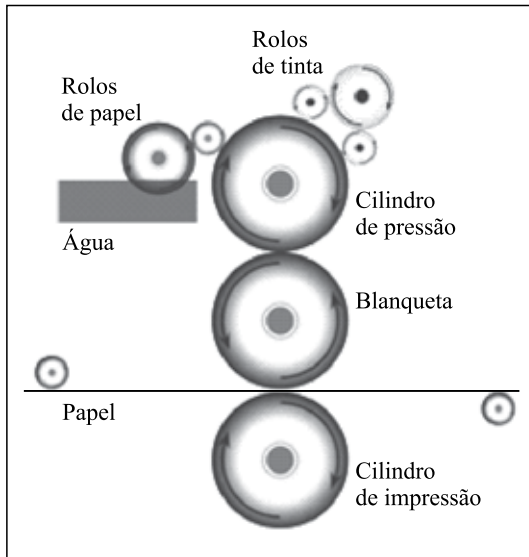 Rolos
de tinta
Rolos
de papel
Cilindro
de pressão
Água
Blanqueta
Papel
Cilindro
de impressão